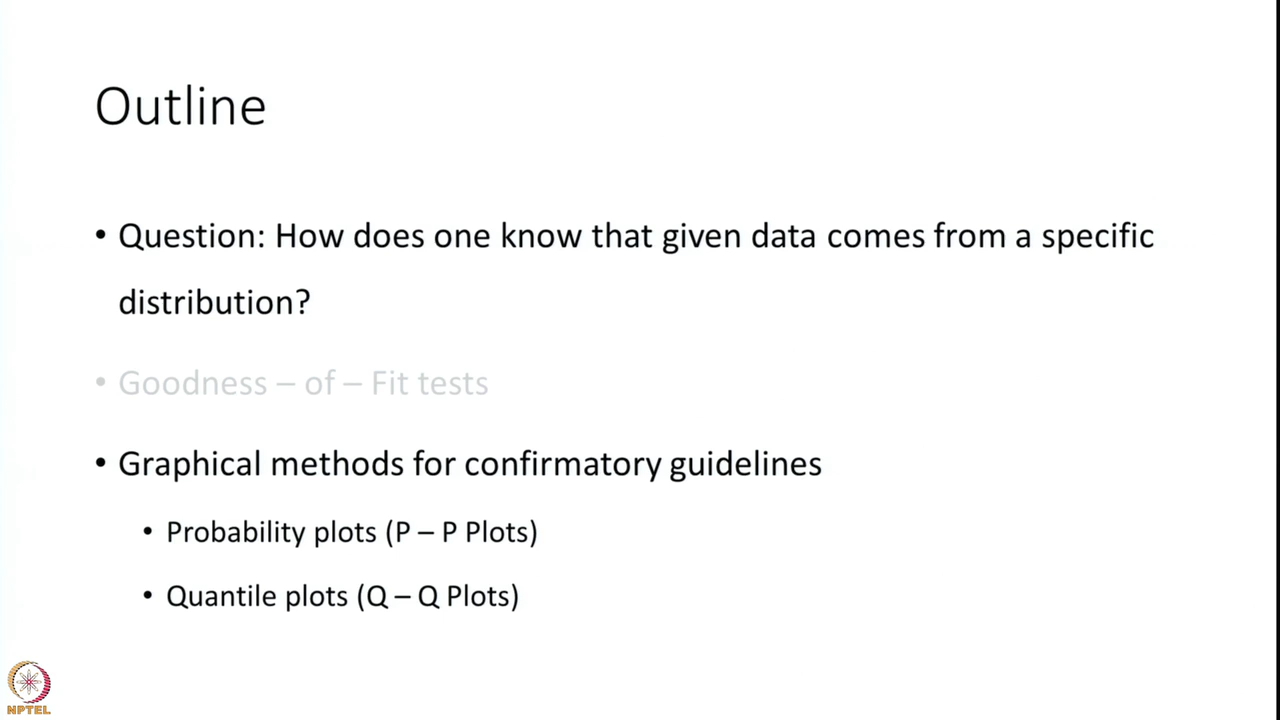 Outline
• Question: How does one know that given data comes from a specific
distribution?
• Goodness – of – Fit tests
• Graphical methods for confirmatory guidelines
• Probability plots (P – P Plots)
• Quantile plots (Q – Q Plots)
NPTEL